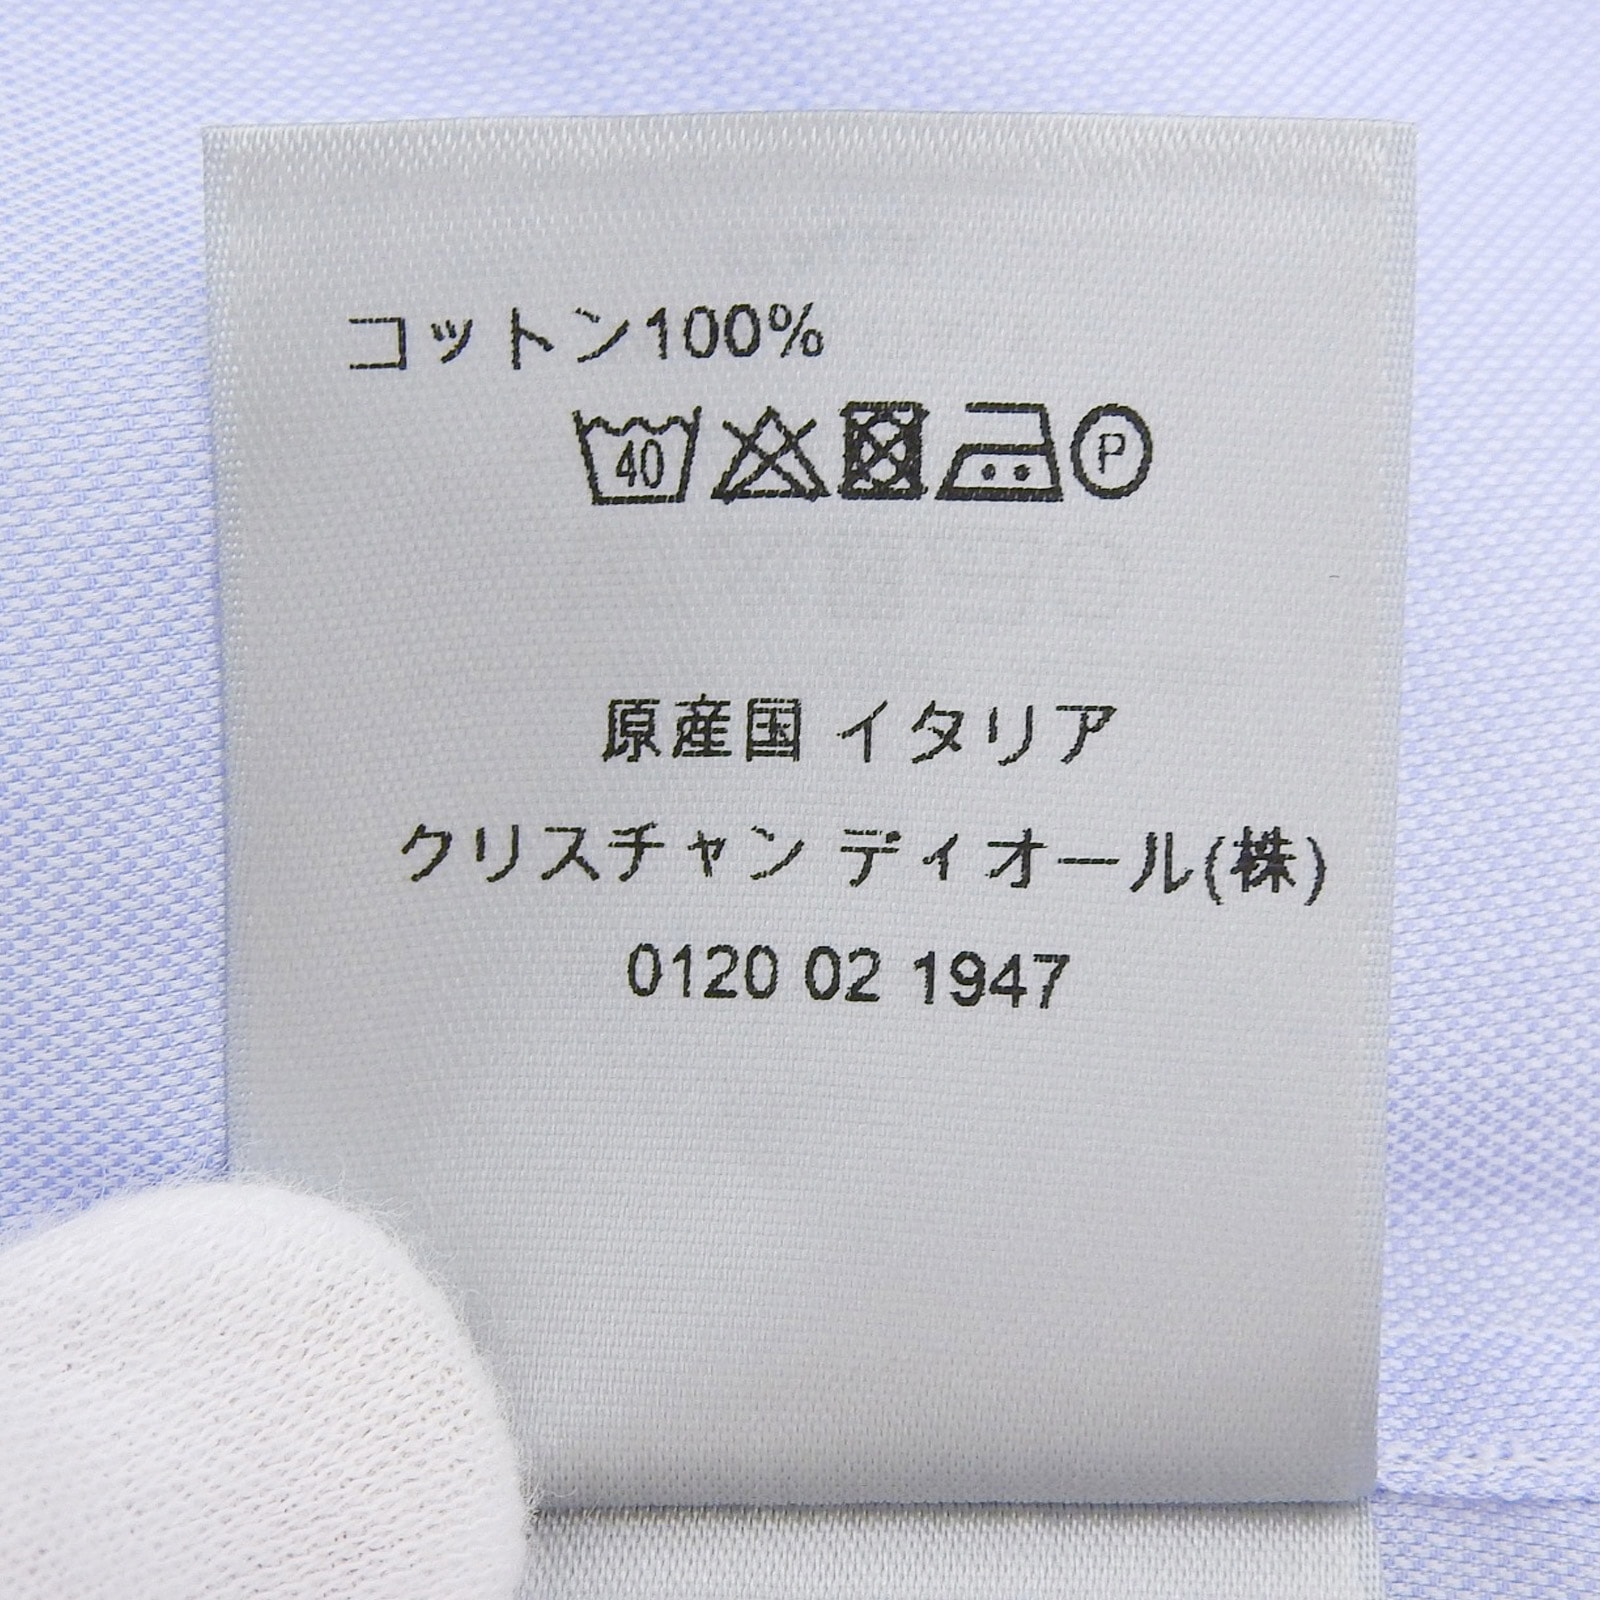 コットン100%
40 P
原産国 イタリア
クリスチャン ディオール(株)
0120 02 1947